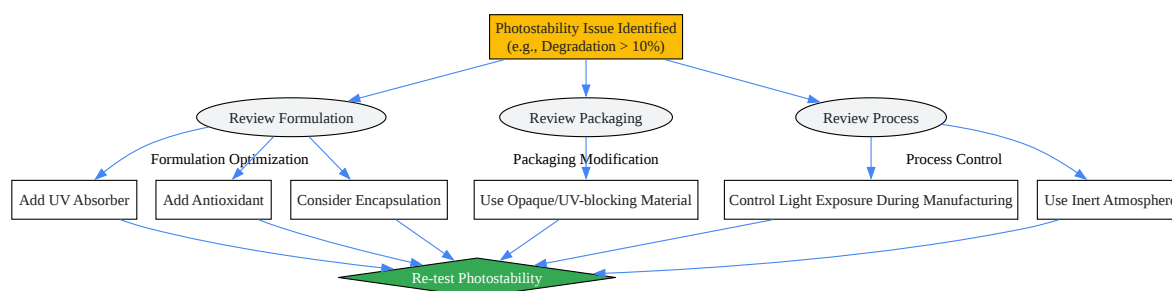 Photostability Issue Identified
(e.g., Degradation > 10%)
Review Formulation
Review Packaging
Review Process
Formulation Optimization
Packaging Modification
Process Control
Add UV Absorber
Add Antioxidant
Consider Encapsulation
Use Opaque/UV-blocking Material
Control Light Exposure During Manufacturing
Use Inert Atmosphere
Re-test Photostability